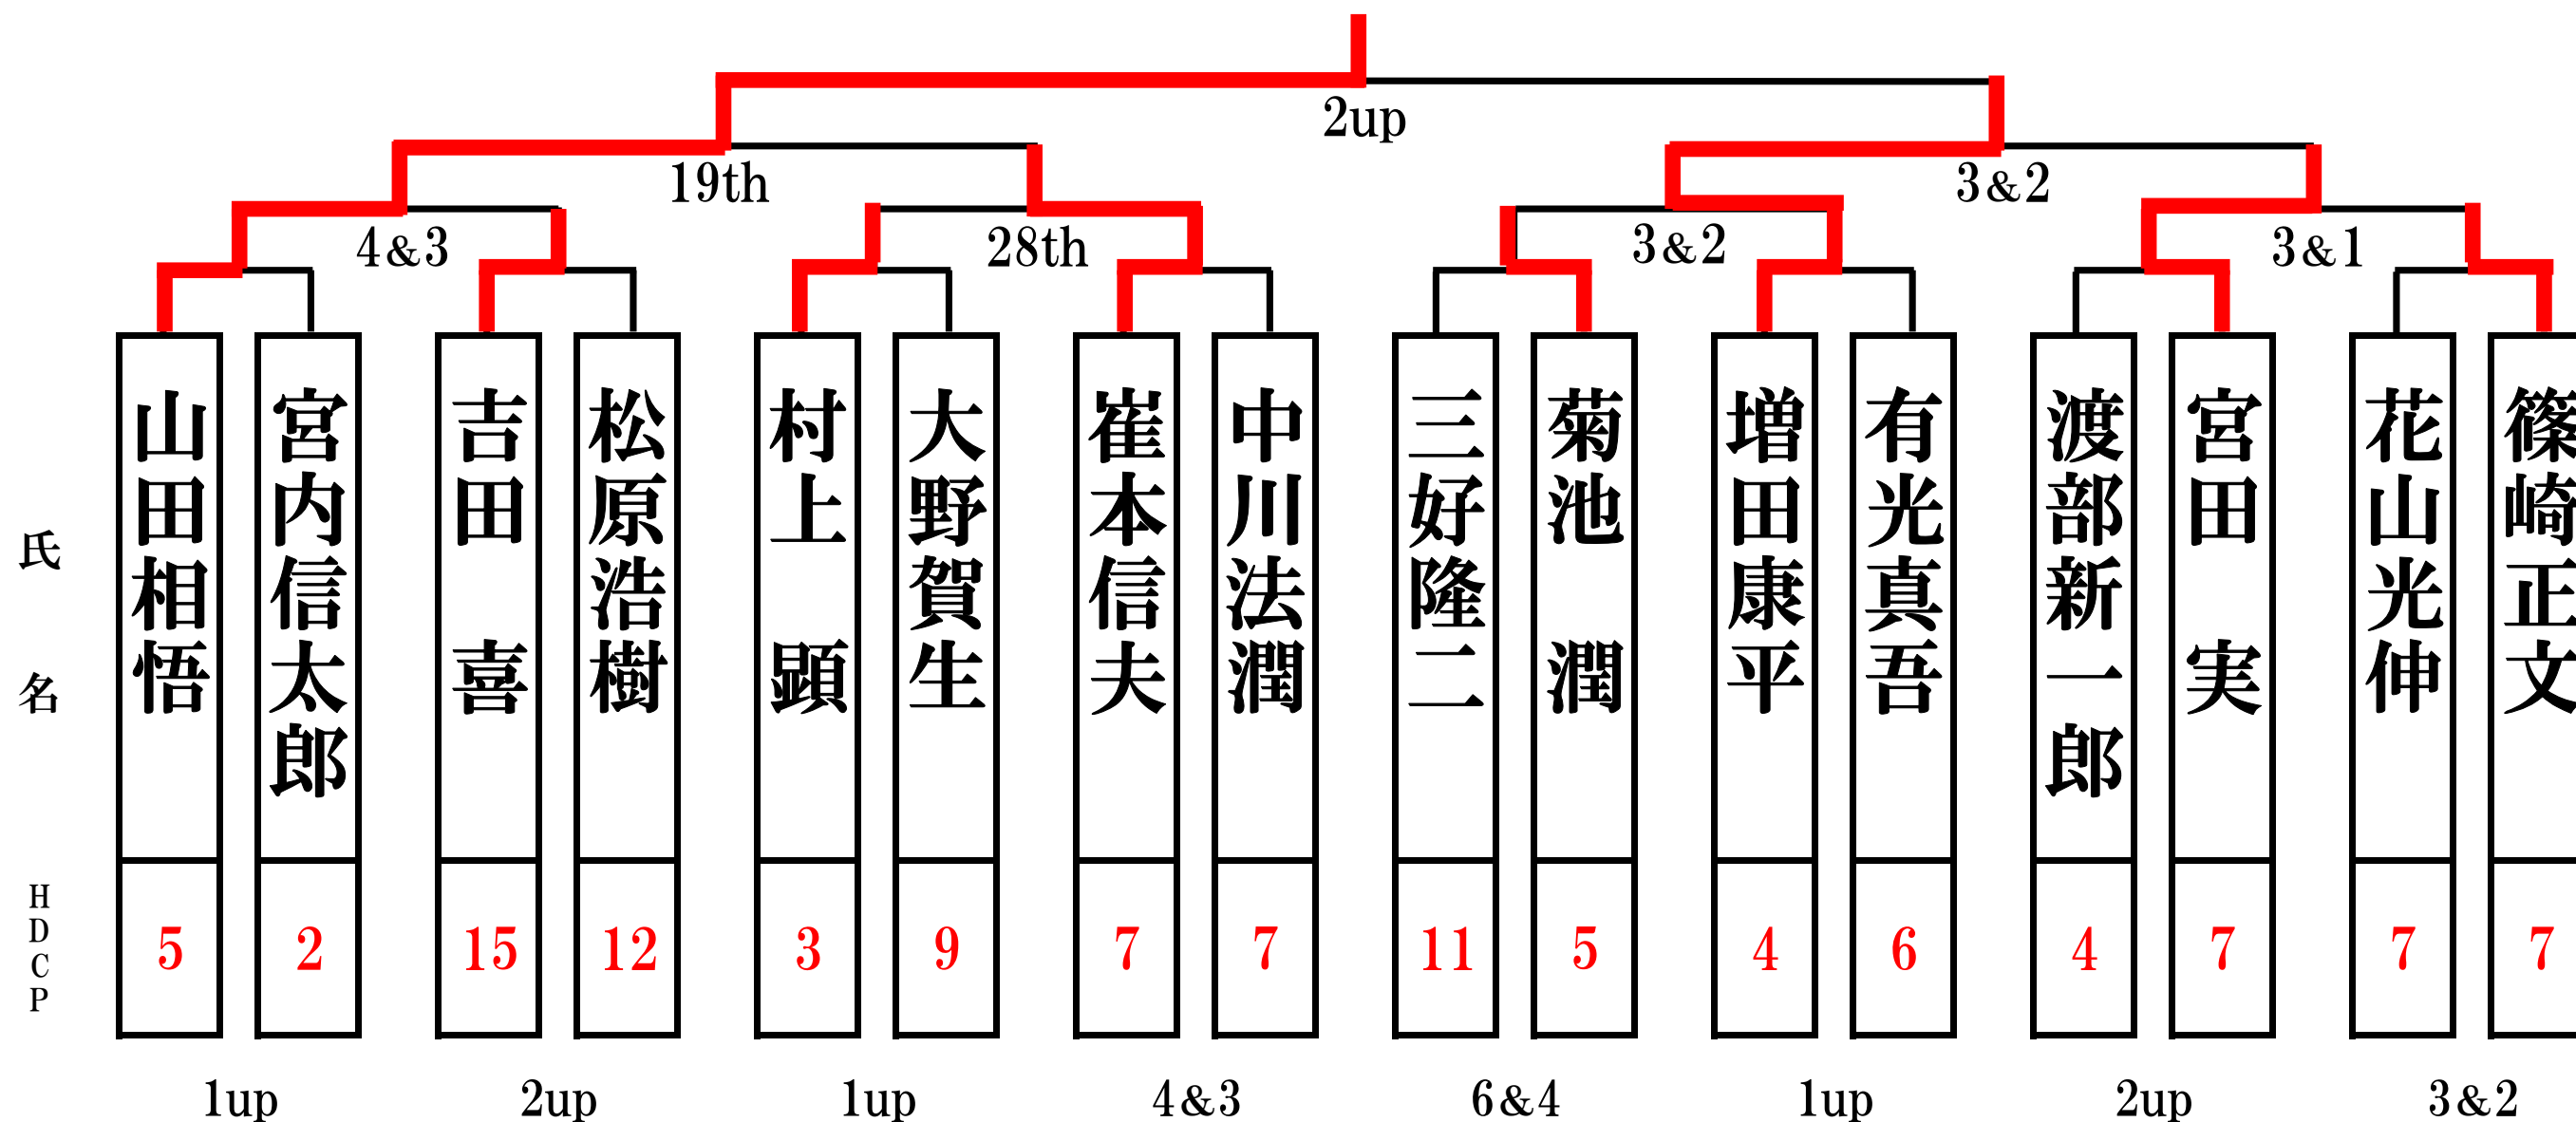 2up
19th
3&2
4&3
28th
3&2
3&1
氏名
山田相悟
宮内信太郎
吉田 喜
松原浩樹
村上 顕
大野賀生
崔本信夫
中川法潤
三好隆二
菊池 潤
増田康平
有光真吾
渡部新一郎
宮田 実
花山光伸
篠崎正文
HDCP
5 2 15 12 3 9 7 7 11 5 4 6 4 7 7 7
1up 2up 1up 4&3 6&4 1up 2up 3&2